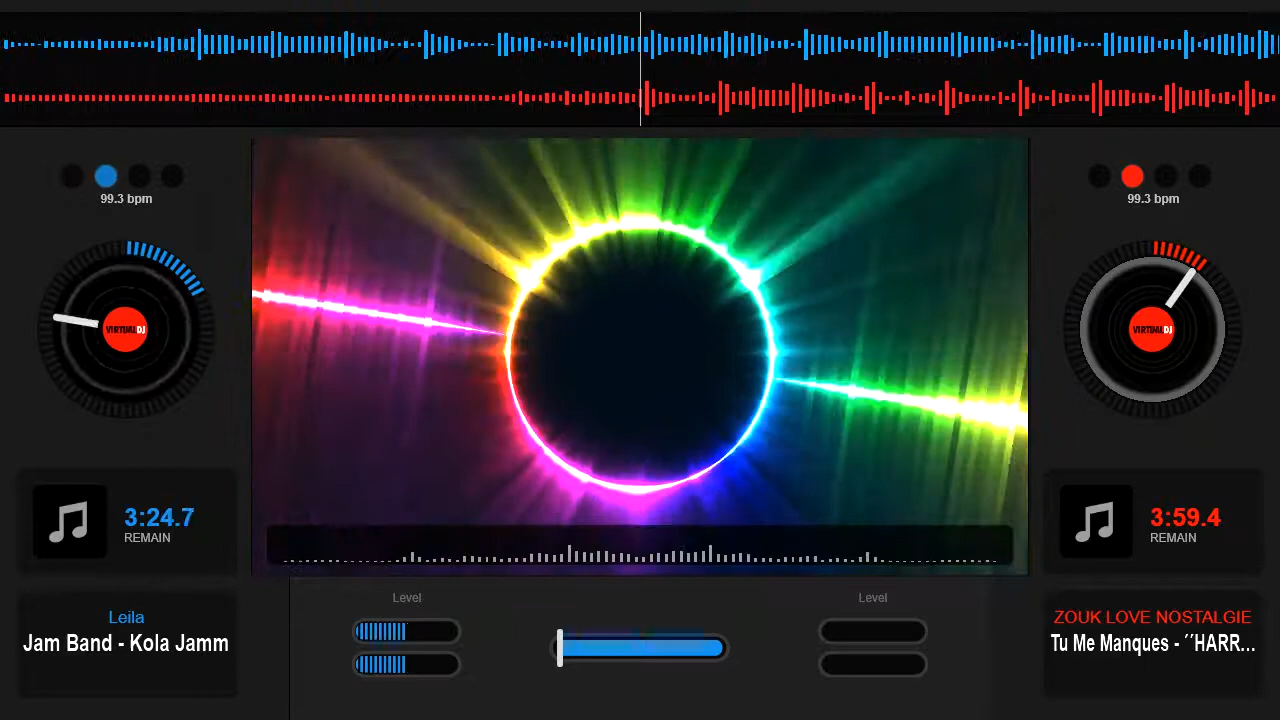 99.3 bpm
99.3 bpm
VIRTUAL DJ
VIRTUAL DJ
3:24.7
REMAIN
3:59.4
REMAIN
Level
Level
Leila
Jam Band - Kola Jamm
ZOUK LOVE NOSTALGIE
Tu Me Manques - ´´HARR...